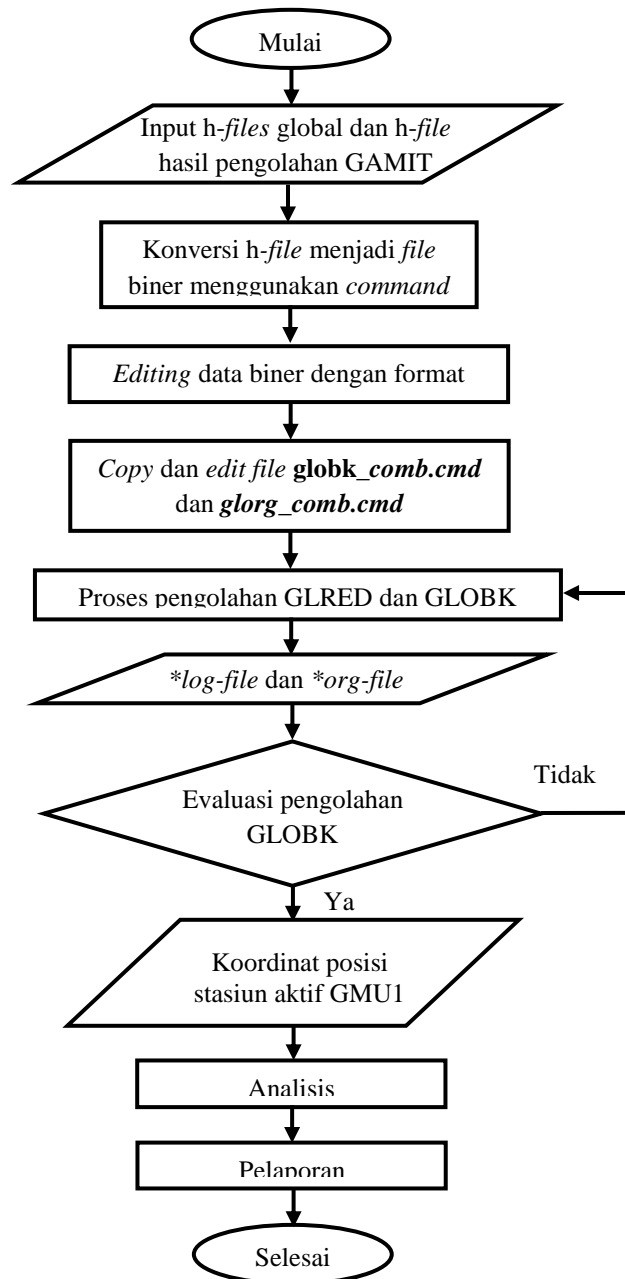 Mulai
Input h-files global dan h-file
hasil pengolahan GAMIT
Konversi h-file menjadi file
biner menggunakan command
Editing data biner dengan format
Copy dan edit file globk_comb.cmd
dan glorg_comb.cmd
Proses pengolahan GLRED dan GLOBK
*log-file dan *org-file
Evaluasi pengolahan
GLOBK
Tidak
Ya
Koordinat posisi
stasiun aktif GMU1
Analisis
Pelaporan
Selesai